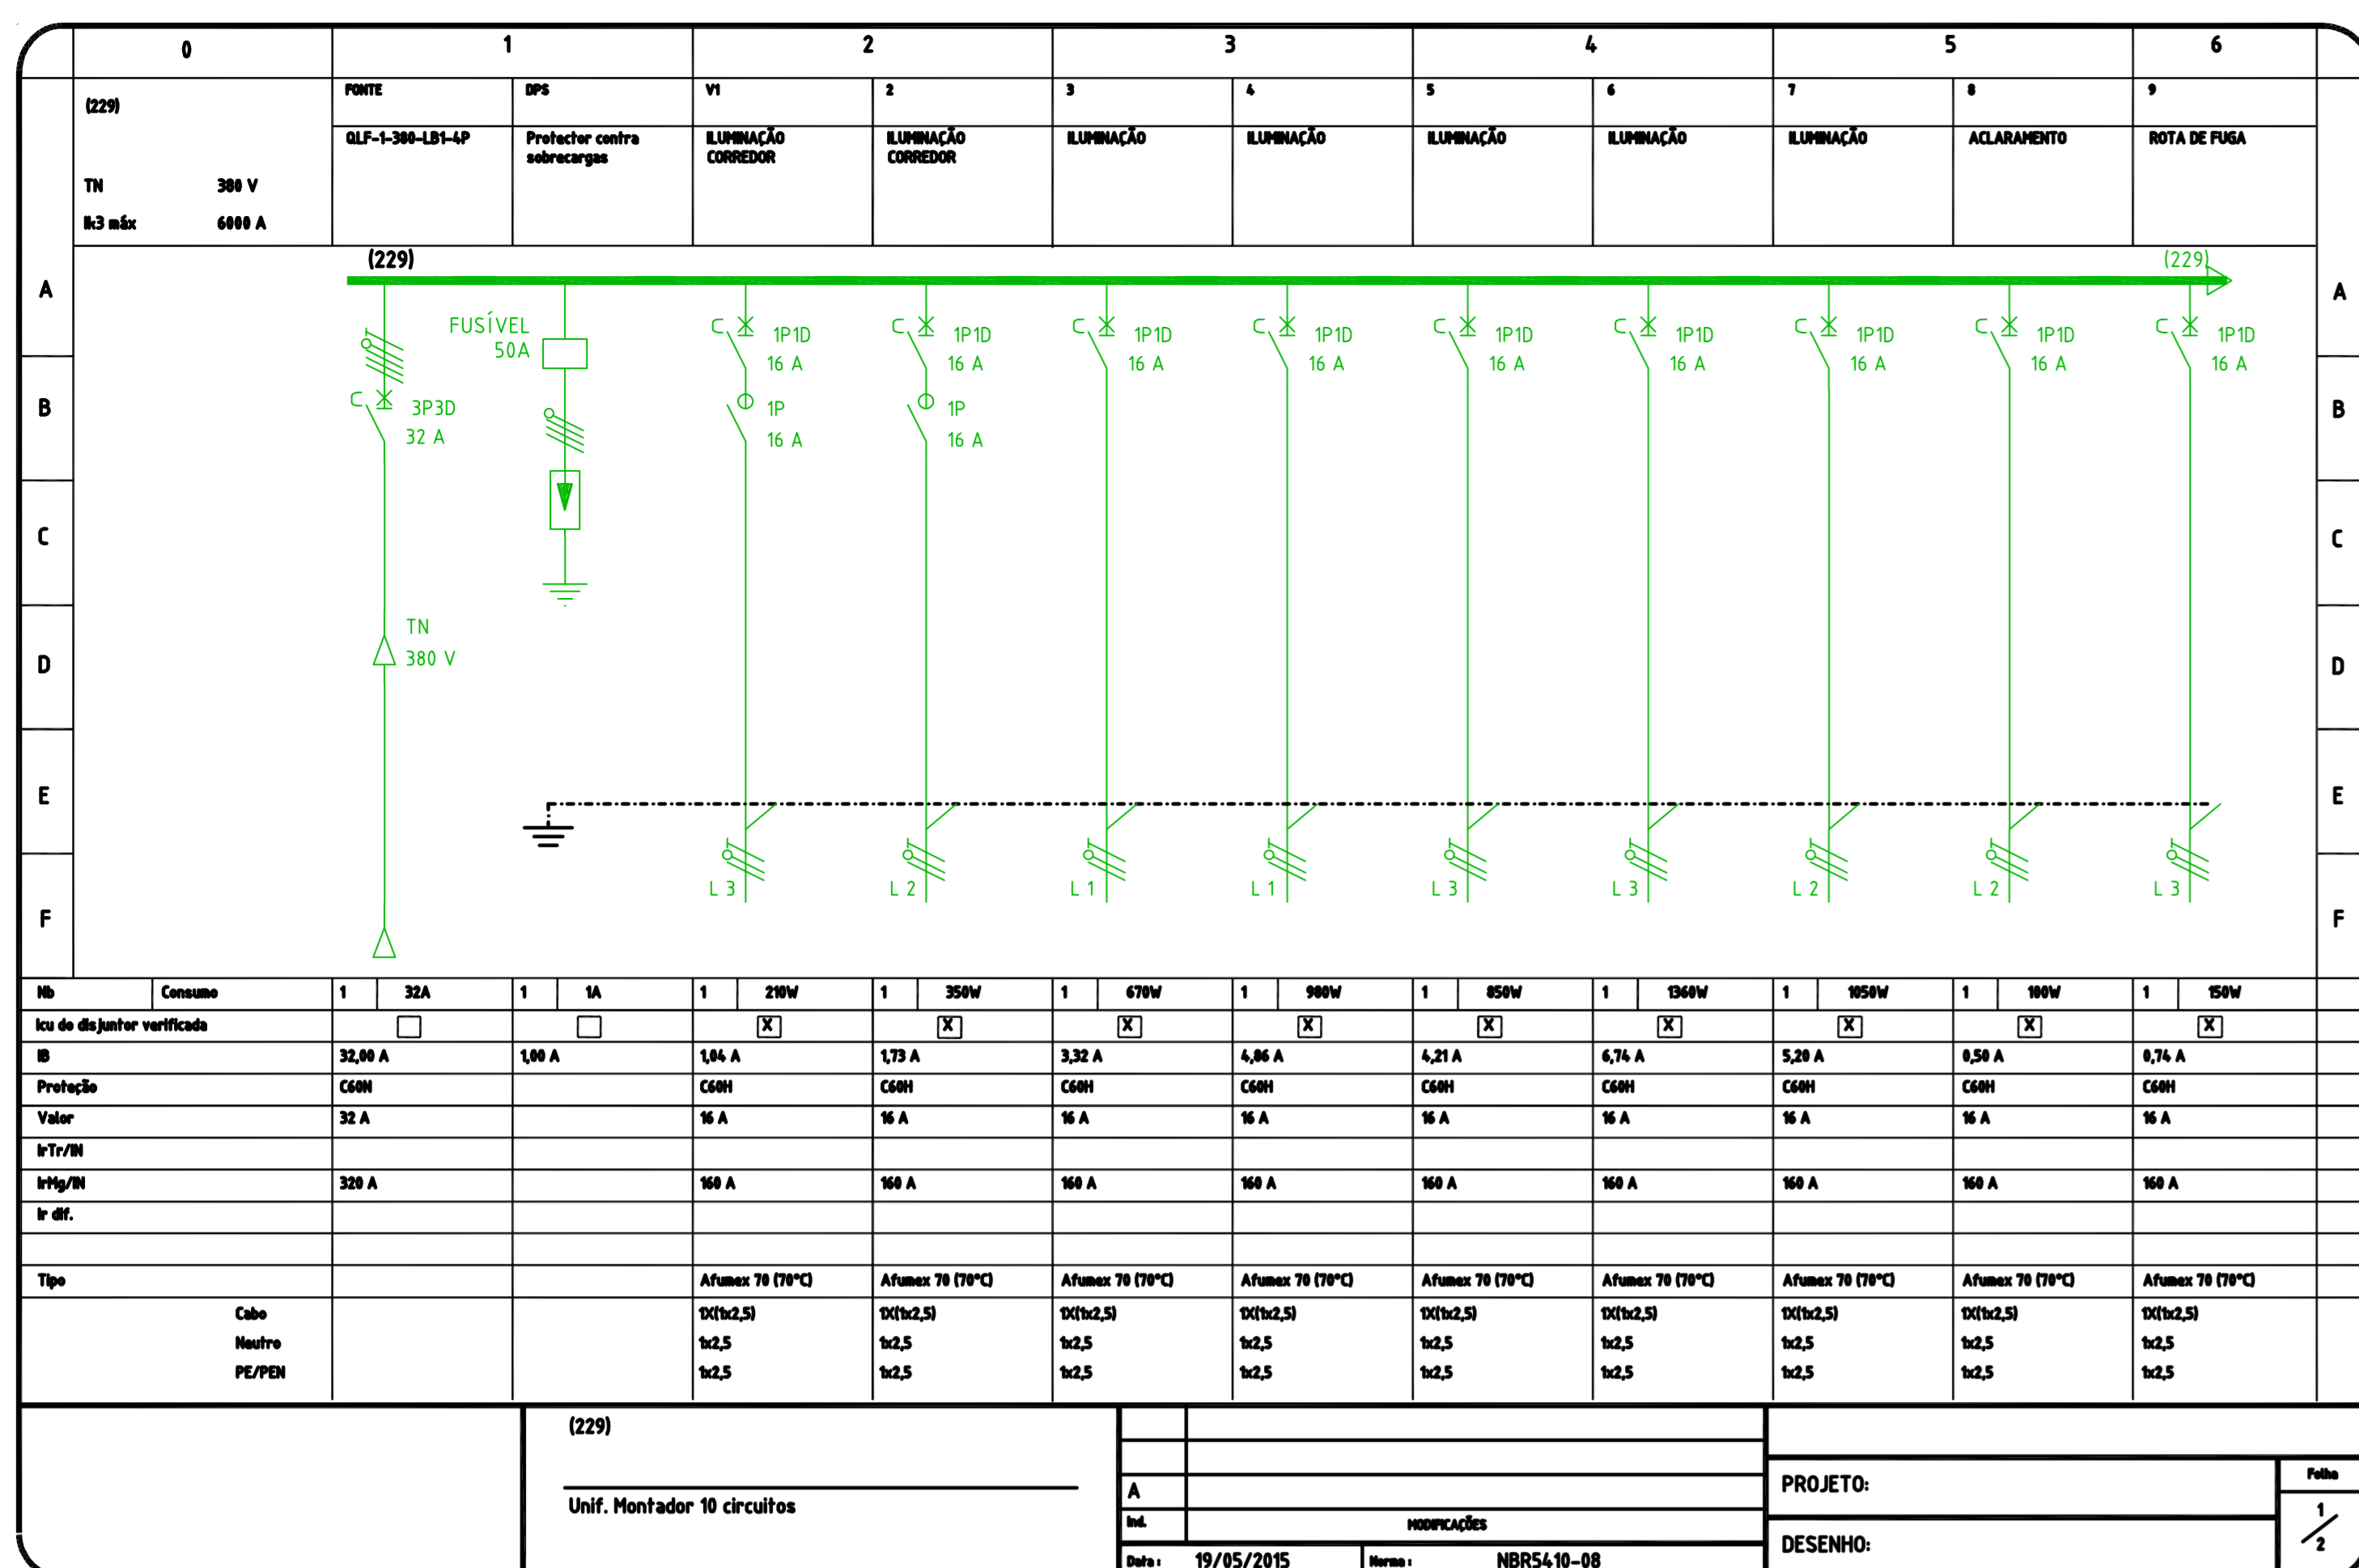 0 1 2 3 4 5 6
FONTE DPS V1 2 3 4 5 6 7 8 9
(229)
QLF-1-380-LB1-4P Protector contra ILUMINAÇÃO ILUMINAÇÃO ILUMINAÇÃO ILUMINAÇÃO ILUMINAÇÃO ILUMINAÇÃO ILUMINAÇÃO ACLARAMENTO ROTA DE FUGA
sobrecargas CORREDOR CORREDOR
TN 380 V
Ik3 máx 6000 A
(229) (229)
A A
FUSÍVEL C 1P1D C 1P1D C 1P1D C 1P1D C 1P1D C 1P1D C 1P1D C 1P1D C 1P1D
50A 16 A 16 A 16 A 16 A 16 A 16 A 16 A 16 A 16 A
B C 3P3D 1P 1P B
32 A 16 A 16 A
C C
TN
D 380 V D
E E
L 3 L 2 L 1 L 1 L 3 L 3 L 2 L 2 L 3
F F
Nb Consumo 1 32A 1 1A 1 210W 1 350W 1 670W 1 980W 1 850W 1 1360W 1 1050W 1 100W 1 150W
Icu do disjuntor verificada X X X X X X X X X
IB 32,00 A 1,00 A 1,04 A 1,73 A 3,32 A 4,86 A 4,21 A 6,74 A 5,20 A 0,50 A 0,74 A
Proteção C60N C60H C60H C60H C60H C60H C60H C60H C60H C60H
Valor 32 A 16 A 16 A 16 A 16 A 16 A 16 A 16 A 16 A 16 A
IrTr/IN
IrMg/IN 320 A 160 A 160 A 160 A 160 A 160 A 160 A 160 A 160 A 160 A
Ir dif.
Tipo Afumex 70 (70°C) Afumex 70 (70°C) Afumex 70 (70°C) Afumex 70 (70°C) Afumex 70 (70°C) Afumex 70 (70°C) Afumex 70 (70°C) Afumex 70 (70°C) Afumex 70 (70°C)
Cabo 1X(1x2,5) 1X(1x2,5) 1X(1x2,5) 1X(1x2,5) 1X(1x2,5) 1X(1x2,5) 1X(1x2,5) 1X(1x2,5) 1X(1x2,5)
Neutro 1x2,5 1x2,5 1x2,5 1x2,5 1x2,5 1x2,5 1x2,5 1x2,5 1x2,5
PE/PEN 1x2,5 1x2,5 1x2,5 1x2,5 1x2,5 1x2,5 1x2,5 1x2,5 1x2,5
(229)
Unif. Montador 10 circuitos
A
Ind. MODIFICAÇÕES
Data : 19/05/2015 Norma : NBR5410-08
PROJETO:
DESENHO:
Folha
1/2